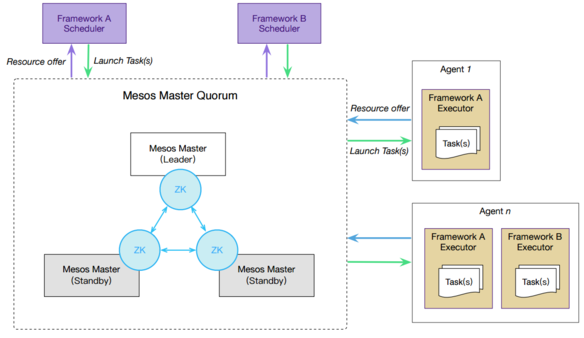 Framework A
Scheduler
Framework B
Scheduler
Resource offer
Launch Task(s)
Mesos Master Quorum
Mesos Master
(Leader)
ZK
ZK
ZK
Mesos Master
(Standby)
Mesos Master
(Standby)
Resource offer
Launch Task(s)
Agent 1
Framework A
Executor
Task(s)
Agent n
Framework A
Executor
Task(s)
Framework B
Executor
Task(s)